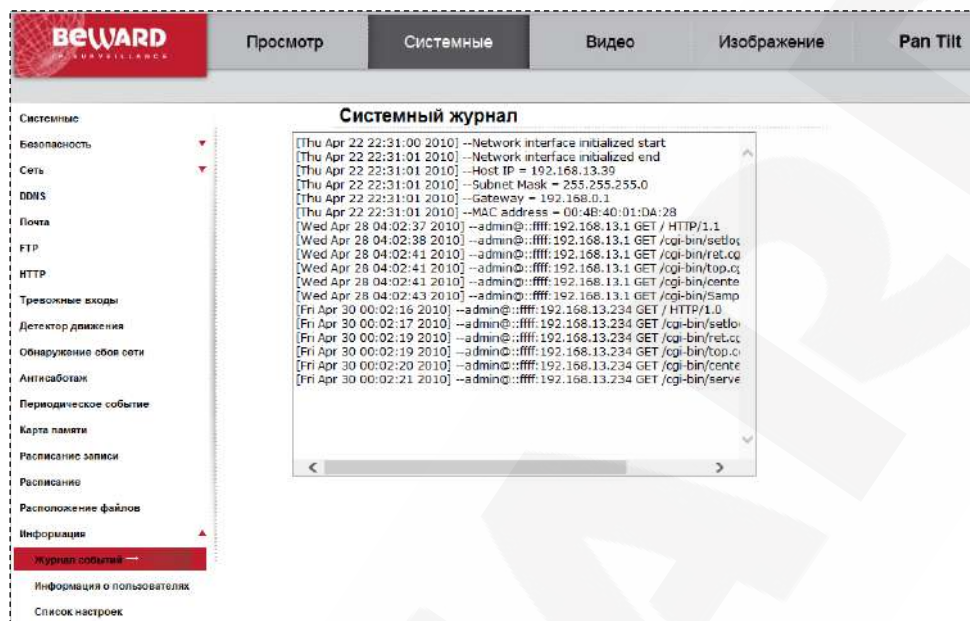 BEWARD
IP SURVEILLANCE
Просмотр
Системные
Видео
Изображение
Pan Tilt
Системные
Безопасность
Сеть
DDNS
Почта
FTP
HTTP
Тревожные входы
Детектор движения
Обнаружение сбоя сети
Антисаботаж
Периодическое событие
Карта памяти
Расписание записи
Расписание
Расположение файлов
Информация
Журнал событий →
Информация о пользователях
Список настроек
Системный журнал
[Thu Apr 22 22:31:00 2010] --Network interface initialized start
[Thu Apr 22 22:31:01 2010] --Network interface initialized end
[Thu Apr 22 22:31:01 2010] --Host IP = 192.168.13.39
[Thu Apr 22 22:31:01 2010] --Subnet Mask = 255.255.255.0
[Thu Apr 22 22:31:01 2010] --Gateway = 192.168.0.1
[Thu Apr 22 22:31:01 2010] --MAC address = 00:4B:40:01:DA:28
[Wed Apr 28 04:02:37 2010] --admin@::ffff:192.168.13.1 GET / HTTP/1.1
[Wed Apr 28 04:02:38 2010] --admin@::ffff:192.168.13.1 GET /cgi-bin/setlog
[Wed Apr 28 04:02:41 2010] --admin@::ffff:192.168.13.1 GET /cgi-bin/ret.cg
[Wed Apr 28 04:02:41 2010] --admin@::ffff:192.168.13.1 GET /cgi-bin/top.cg
[Wed Apr 28 04:02:41 2010] --admin@::ffff:192.168.13.1 GET /cgi-bin/cente
[Wed Apr 28 04:02:43 2010] --admin@::ffff:192.168.13.1 GET /cgi-bin/Samp
[Fri Apr 30 00:02:16 2010] --admin@::ffff:192.168.13.234 GET / HTTP/1.0
[Fri Apr 30 00:02:17 2010] --admin@::ffff:192.168.13.234 GET /cgi-bin/setlo
[Fri Apr 30 00:02:19 2010] --admin@::ffff:192.168.13.234 GET /cgi-bin/ret.cg
[Fri Apr 30 00:02:19 2010] --admin@::ffff:192.168.13.234 GET /cgi-bin/top.c
[Fri Apr 30 00:02:20 2010] --admin@::ffff:192.168.13.234 GET /cgi-bin/cente
[Fri Apr 30 00:02:21 2010] --admin@::ffff:192.168.13.234 GET /cgi-bin/serve